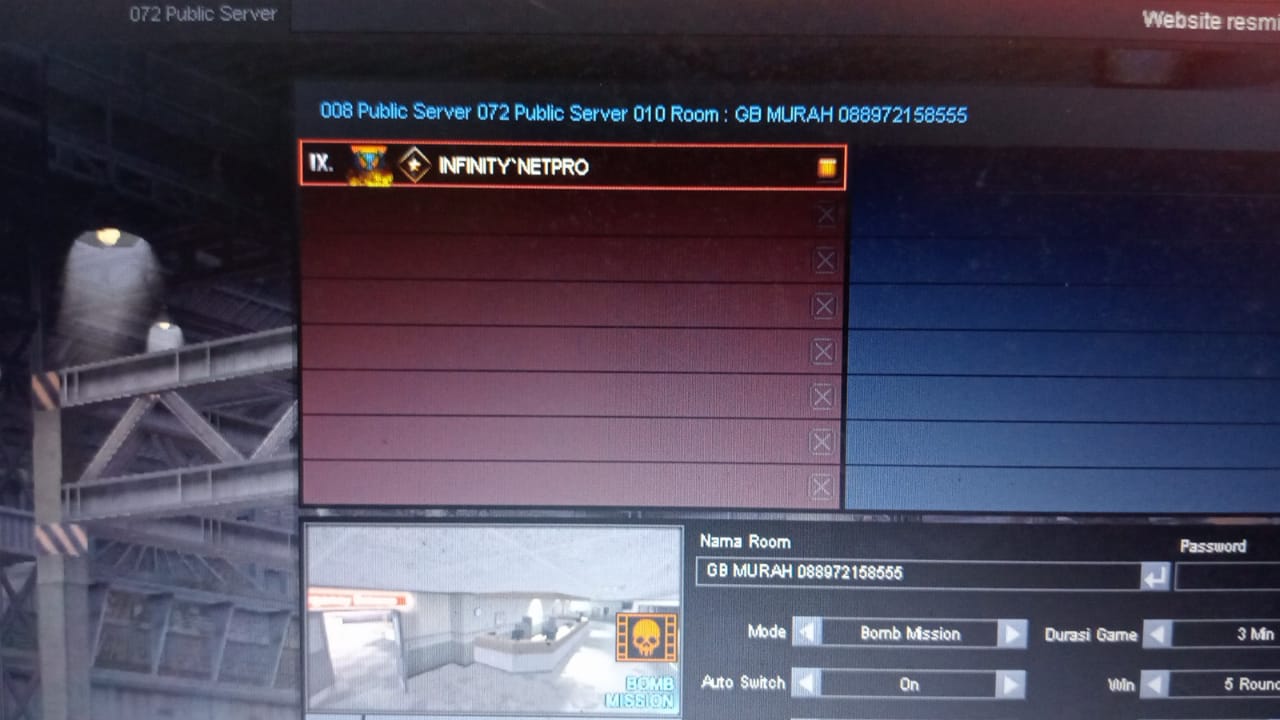 072 Public Server
Website resmi
008 Public Server 072 Public Server 010 Room : GB MURAH 088972158555
IX. INFINITY`NETPRO
Nama Room
Password
GB MURAH 088972158555
Mode Bomb Mission Durasi Game 3 Min
BOMB
MISSION
Auto Switch On Win 5 Round